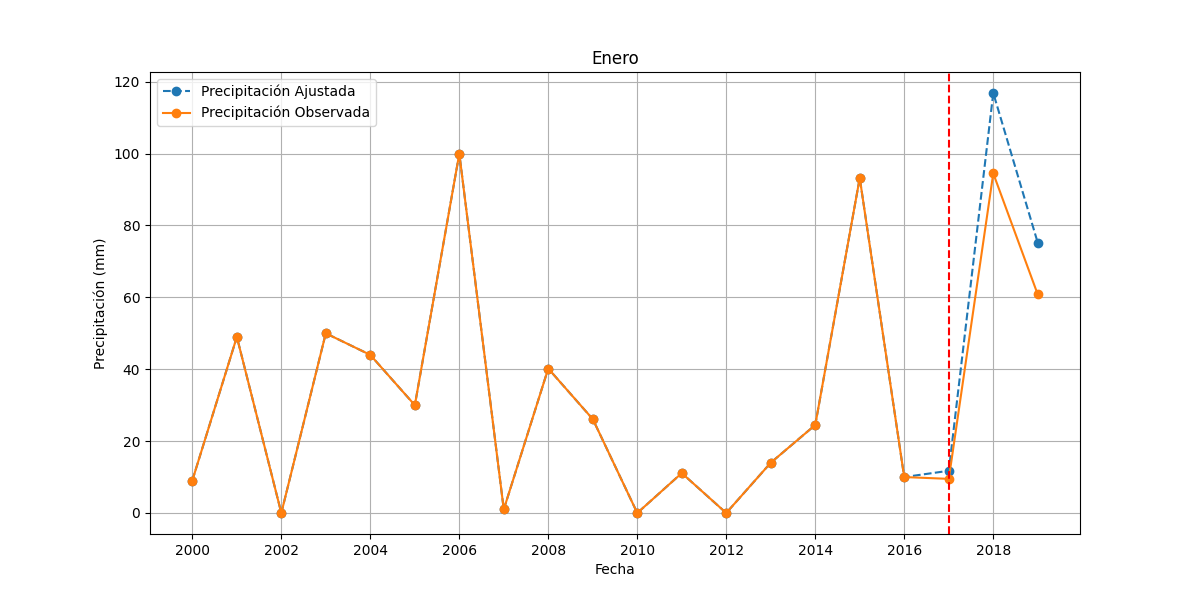 Enero
Precipitación Ajustada
Precipitación Observada
Precipitación (mm)
120
100
80
60
40
20
0
2000 2002 2004 2006 2008 2010 2012 2014 2016 2018
Fecha